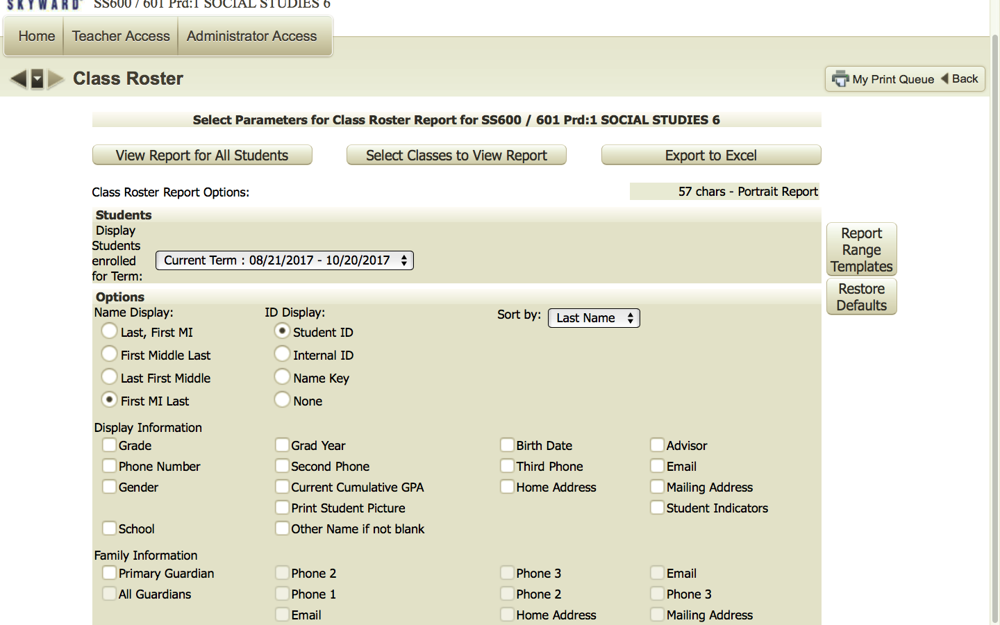 SKYWARD SS600 / 601 Prd:1 SOCIAL STUDIES 6
Home Teacher Access Administrator Access
Class Roster
My Print Queue Back
Select Parameters for Class Roster Report for SS600 / 601 Prd:1 SOCIAL STUDIES 6
View Report for All Students Select Classes to View Report Export to Excel
Class Roster Report Options: 57 chars - Portrait Report
Students
Display
Students
enrolled
for Term:
Current Term : 08/21/2017 - 10/20/2017
Report
Range
Templates
Restore
Defaults
Options
Name Display: ID Display: Sort by: Last Name
Last, First MI Student ID
First Middle Last Internal ID
Last First Middle Name Key
First MI Last None
Display Information
Grade Grad Year Birth Date Advisor
Phone Number Second Phone Third Phone Email
Gender Current Cumulative GPA Home Address Mailing Address
Print Student Picture Student Indicators
School Other Name if not blank
Family Information
Primary Guardian Phone 2 Phone 3 Email
All Guardians Phone 1 Phone 2 Phone 3
Email Home Address Mailing Address